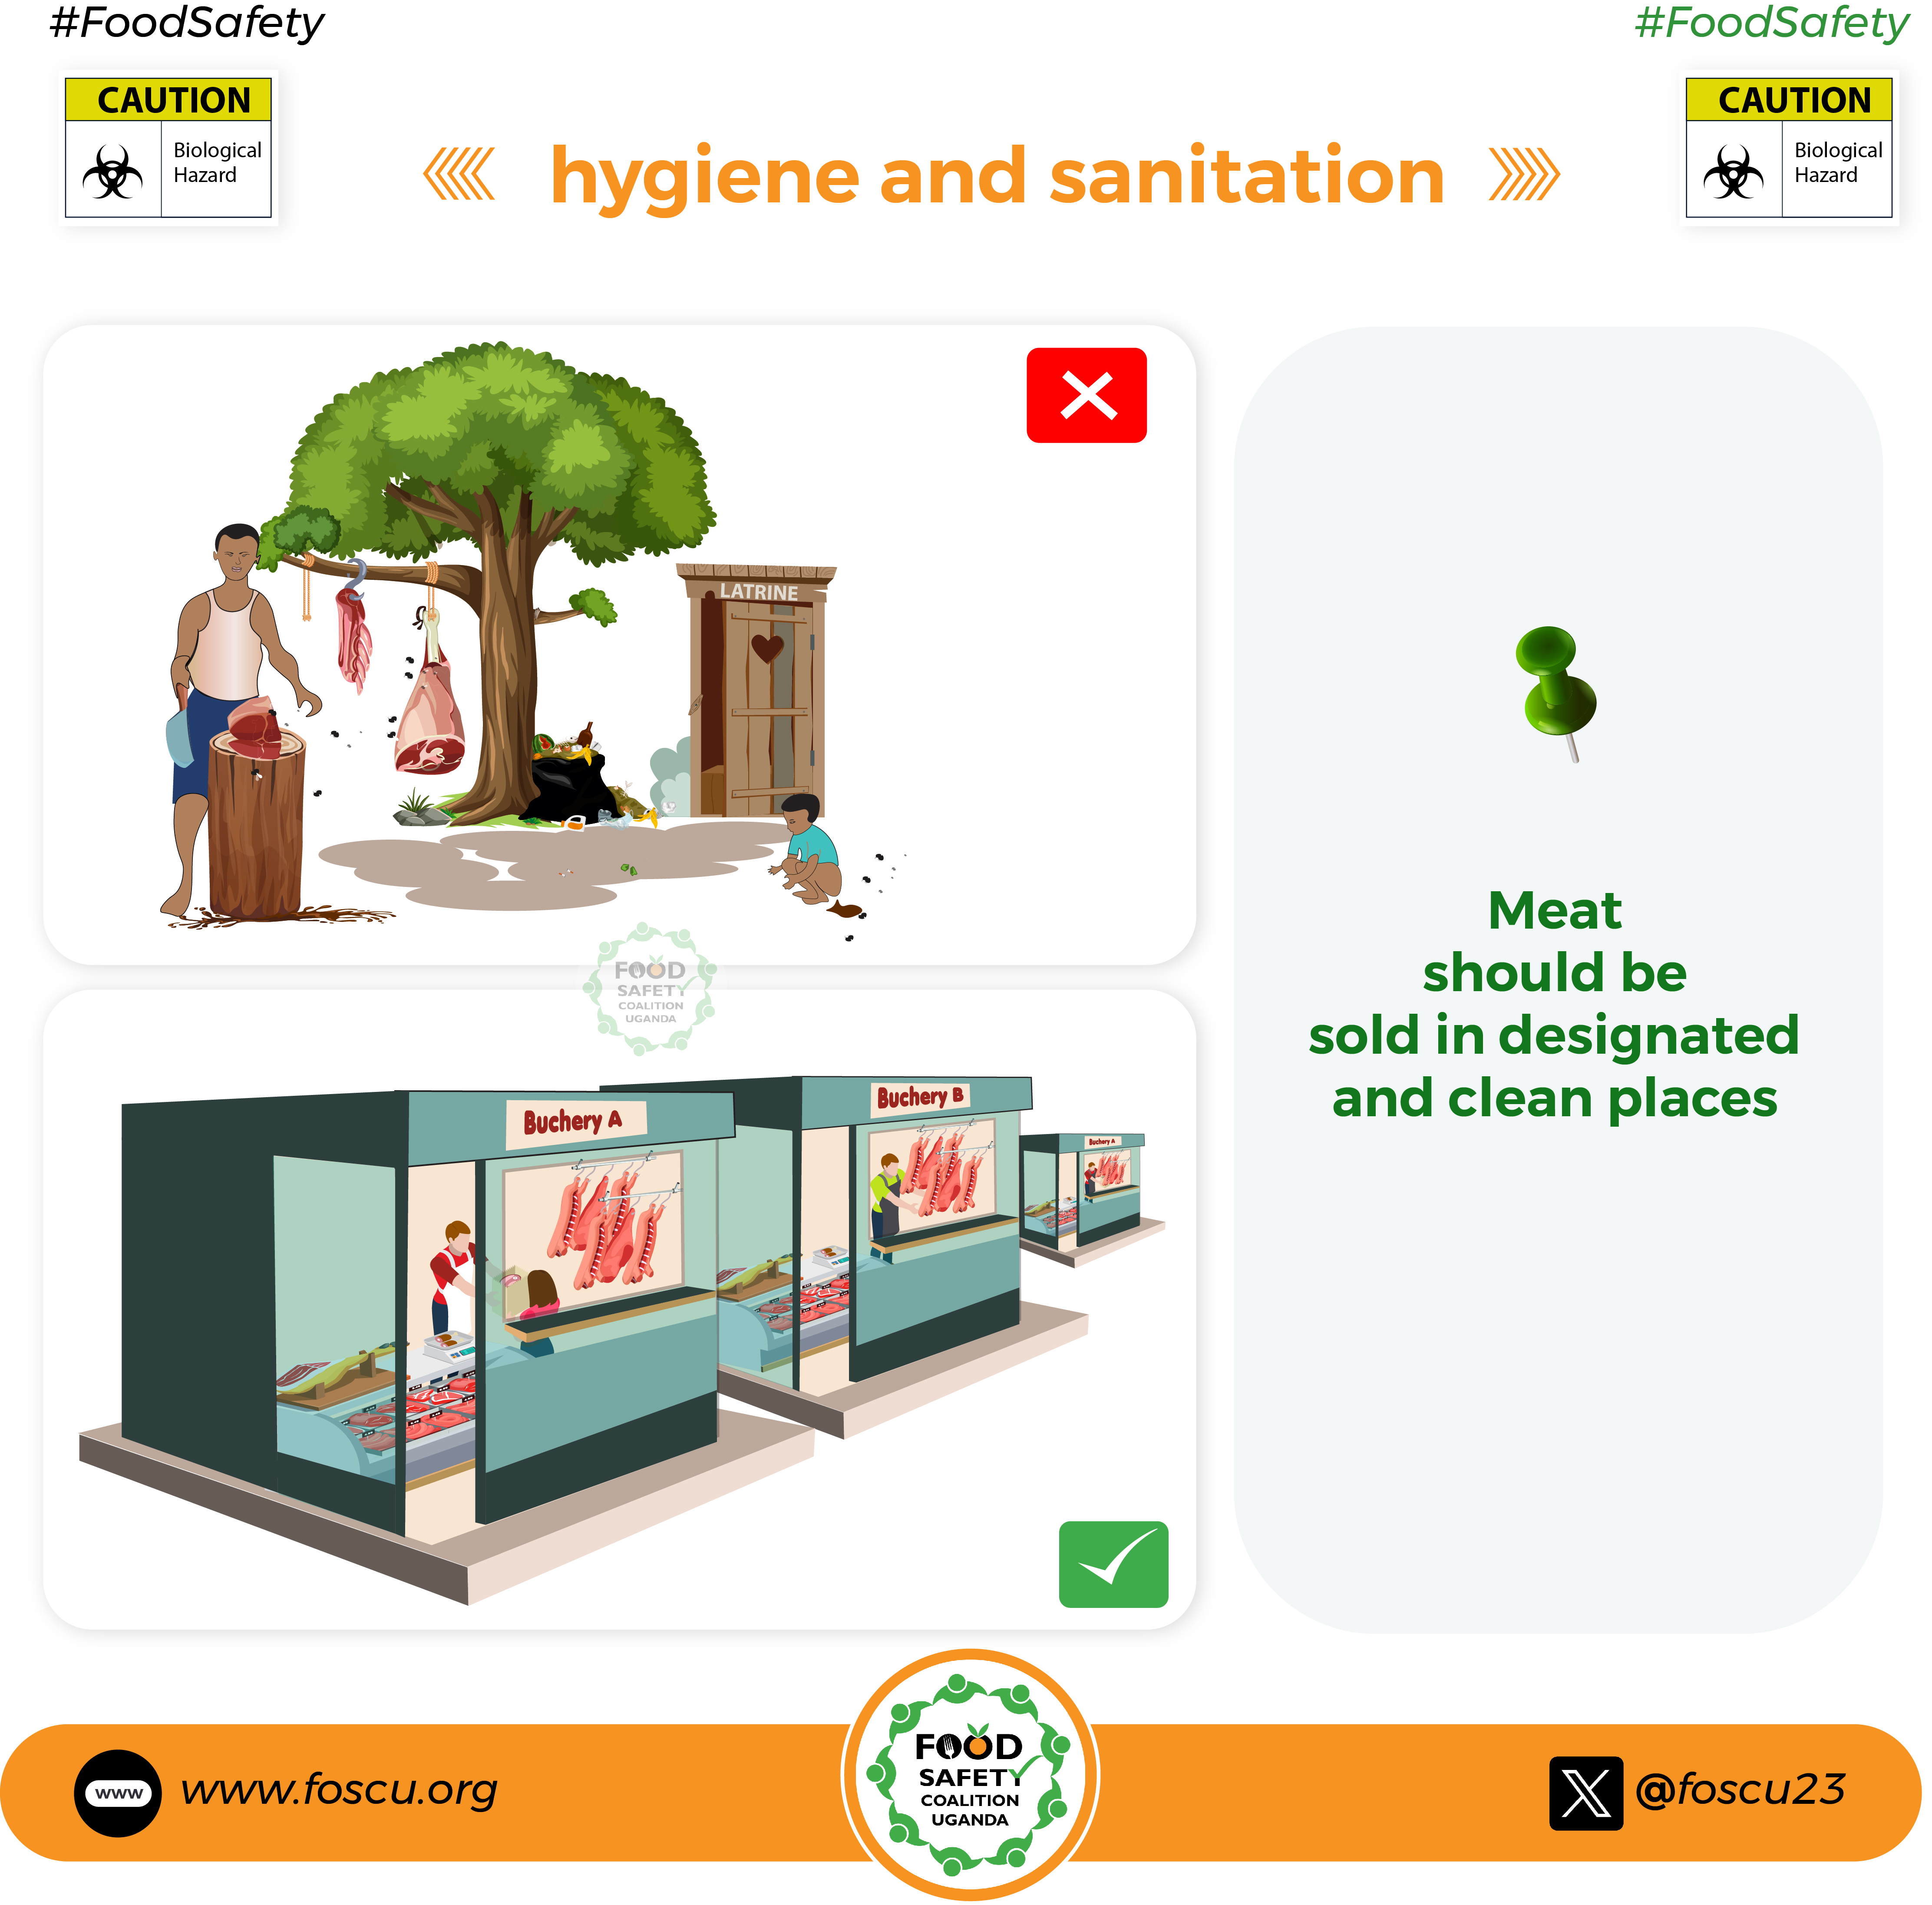 #FoodSafety
#FoodSafety
CAUTION
Biological
Hazard
hygiene and sanitation
CAUTION
Biological
Hazard
LATRINE
FOOD
SAFETY
COALITION
UGANDA
Meat
should be
sold in designated
and clean places
Buchery A
Buchery B
Buchery A
www
www.foscu.org
FOOD
SAFETY
COALITION
UGANDA
@foscu23